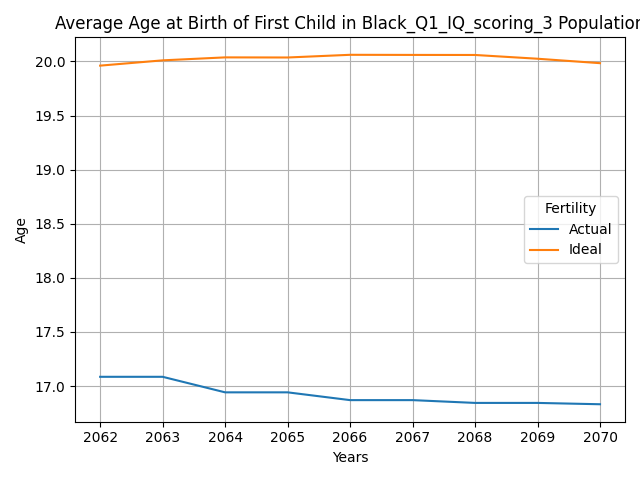 Average Age at Birth of First Child in Black_Q1_IQ_scoring_3 Population
20.0
19.5
19.0
18.5
18.0
17.5
17.0
Age
Fertility
Actual
Ideal
2062 2063 2064 2065 2066 2067 2068 2069 2070
Years